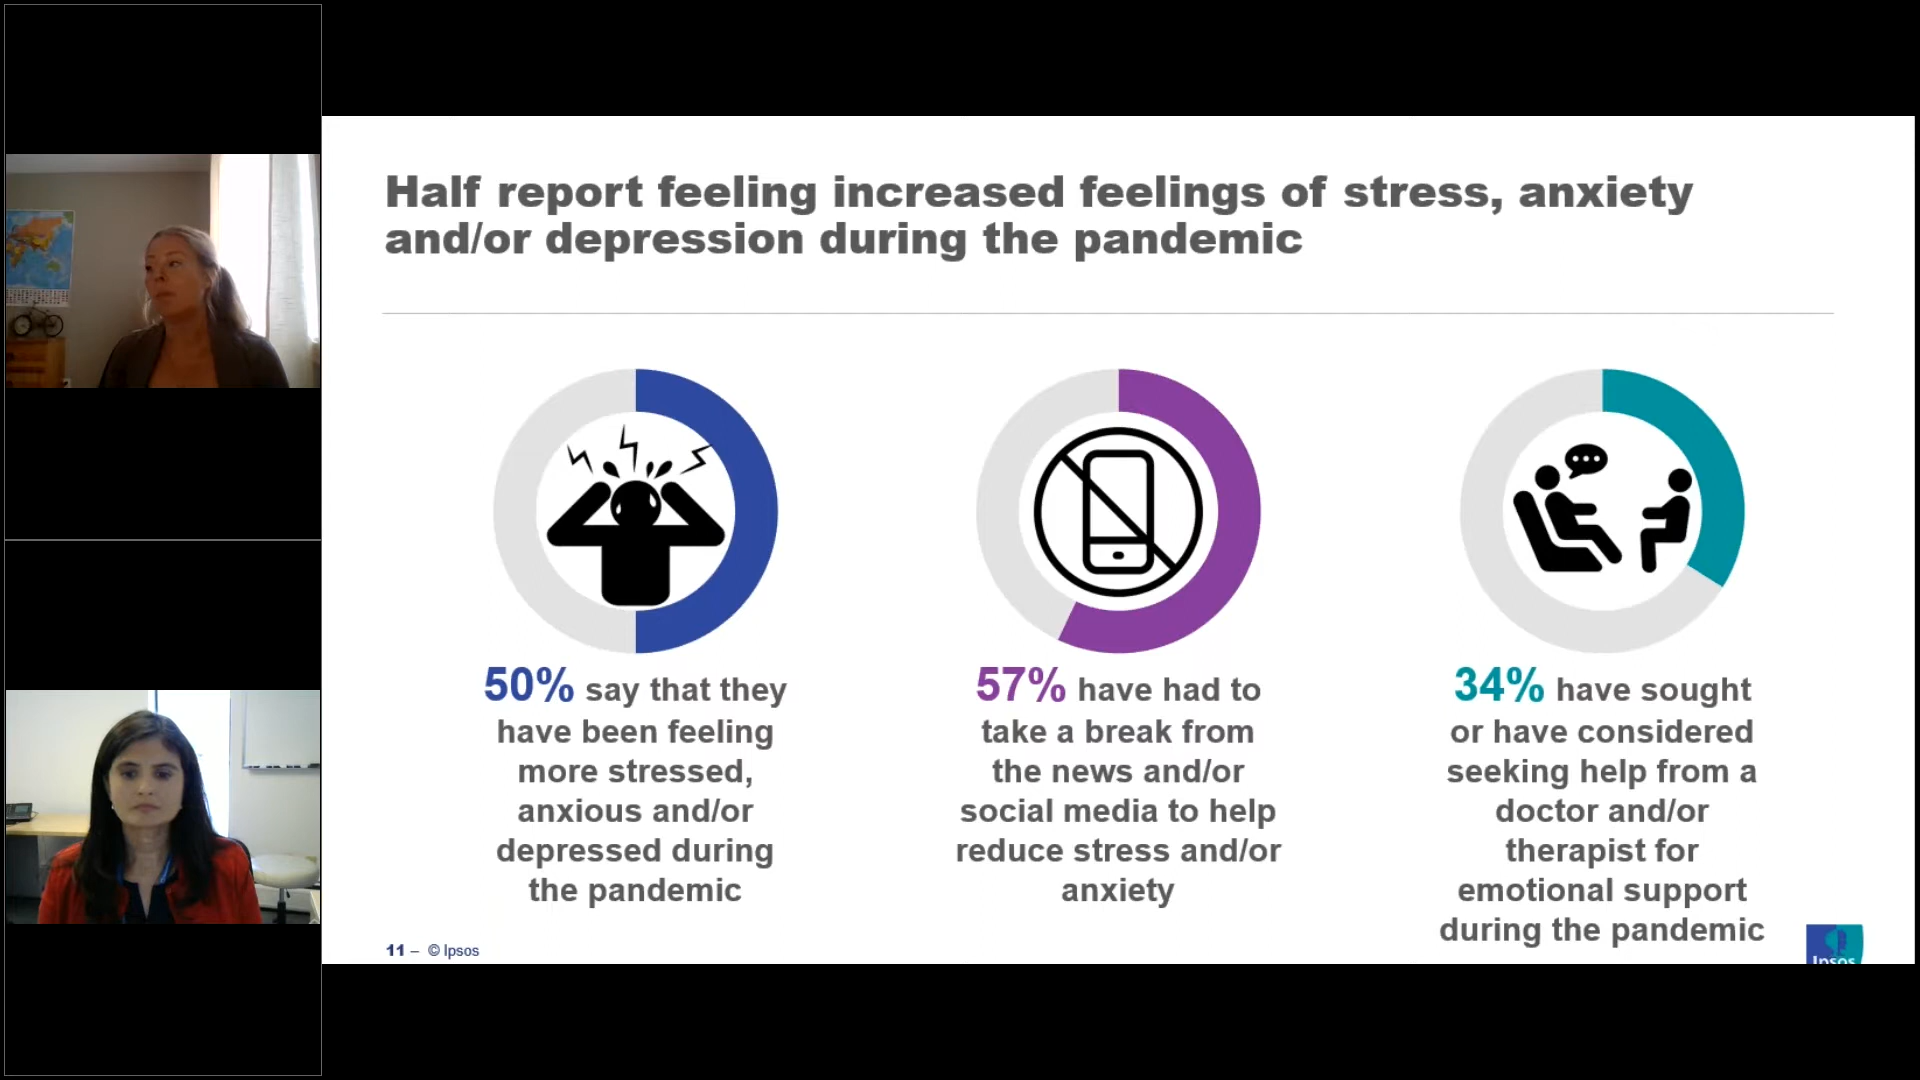 Half report feeling increased feelings of stress, anxiety
and/or depression during the pandemic
50% say that they
have been feeling
more stressed,
anxious and/or
depressed during
the pandemic
57% have had to
take a break from
the news and/or
social media to help
reduce stress and/or
anxiety
34% have sought
or have considered
seeking help from a
doctor and/or
therapist for
emotional support
during the pandemic
11 – © Ipsos
Ipsos